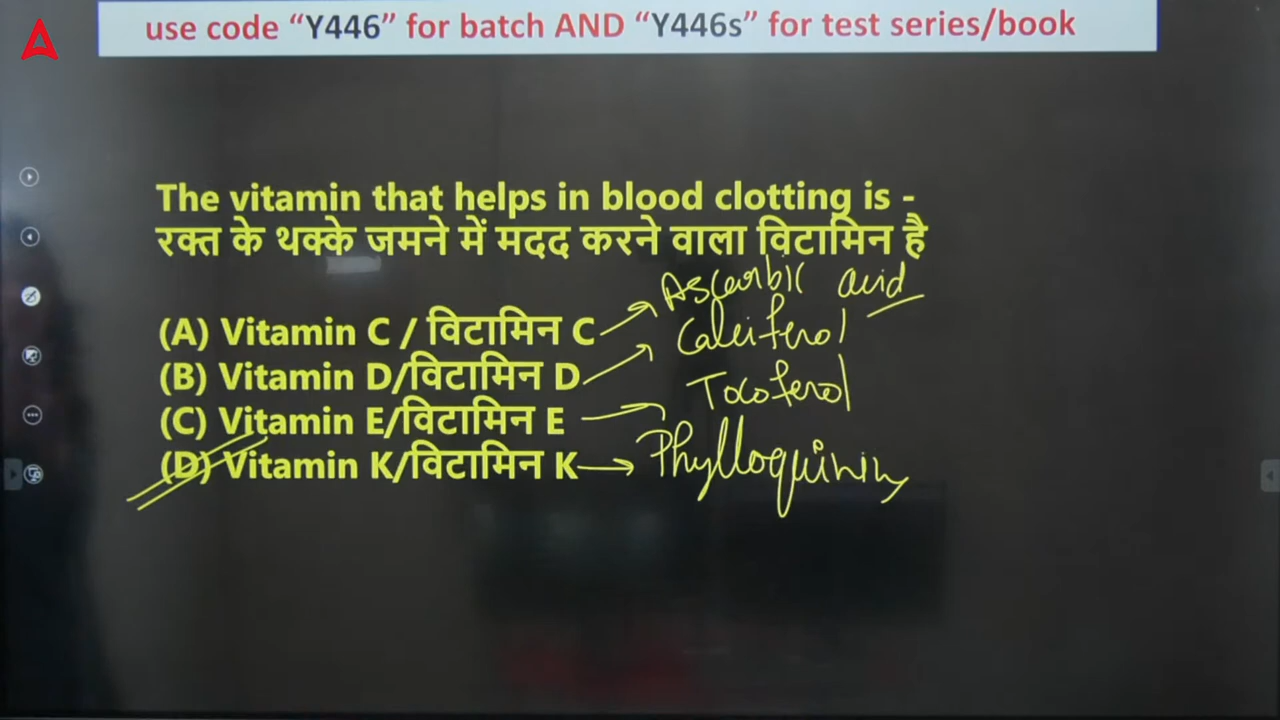 use code “Y446” for batch AND “Y446s” for test series/book
The vitamin that helps in blood clotting is -
रक्त के थक्के जमने में मदद करने वाला विटामिन है
Ascorbic acid
(A) Vitamin C / विटामिन C
Calciferol
(B) Vitamin D/विटामिन D
Tocoferol
(C) Vitamin E/विटामिन E
(D) Vitamin K/विटामिन K